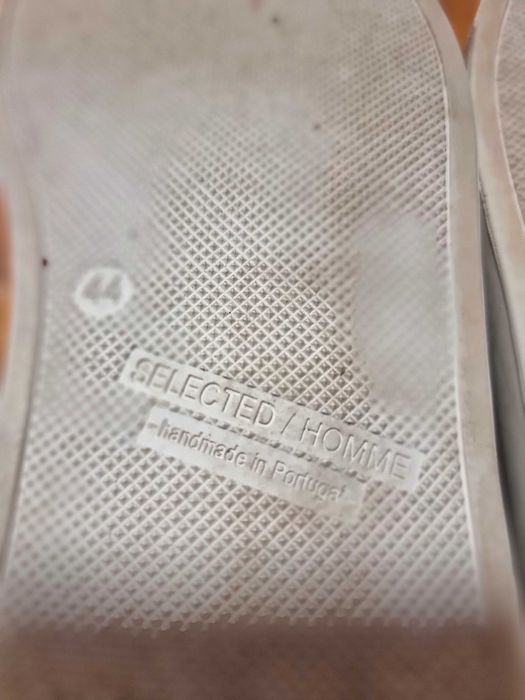 44
SELECTED / HOMME
handmade in Portugal